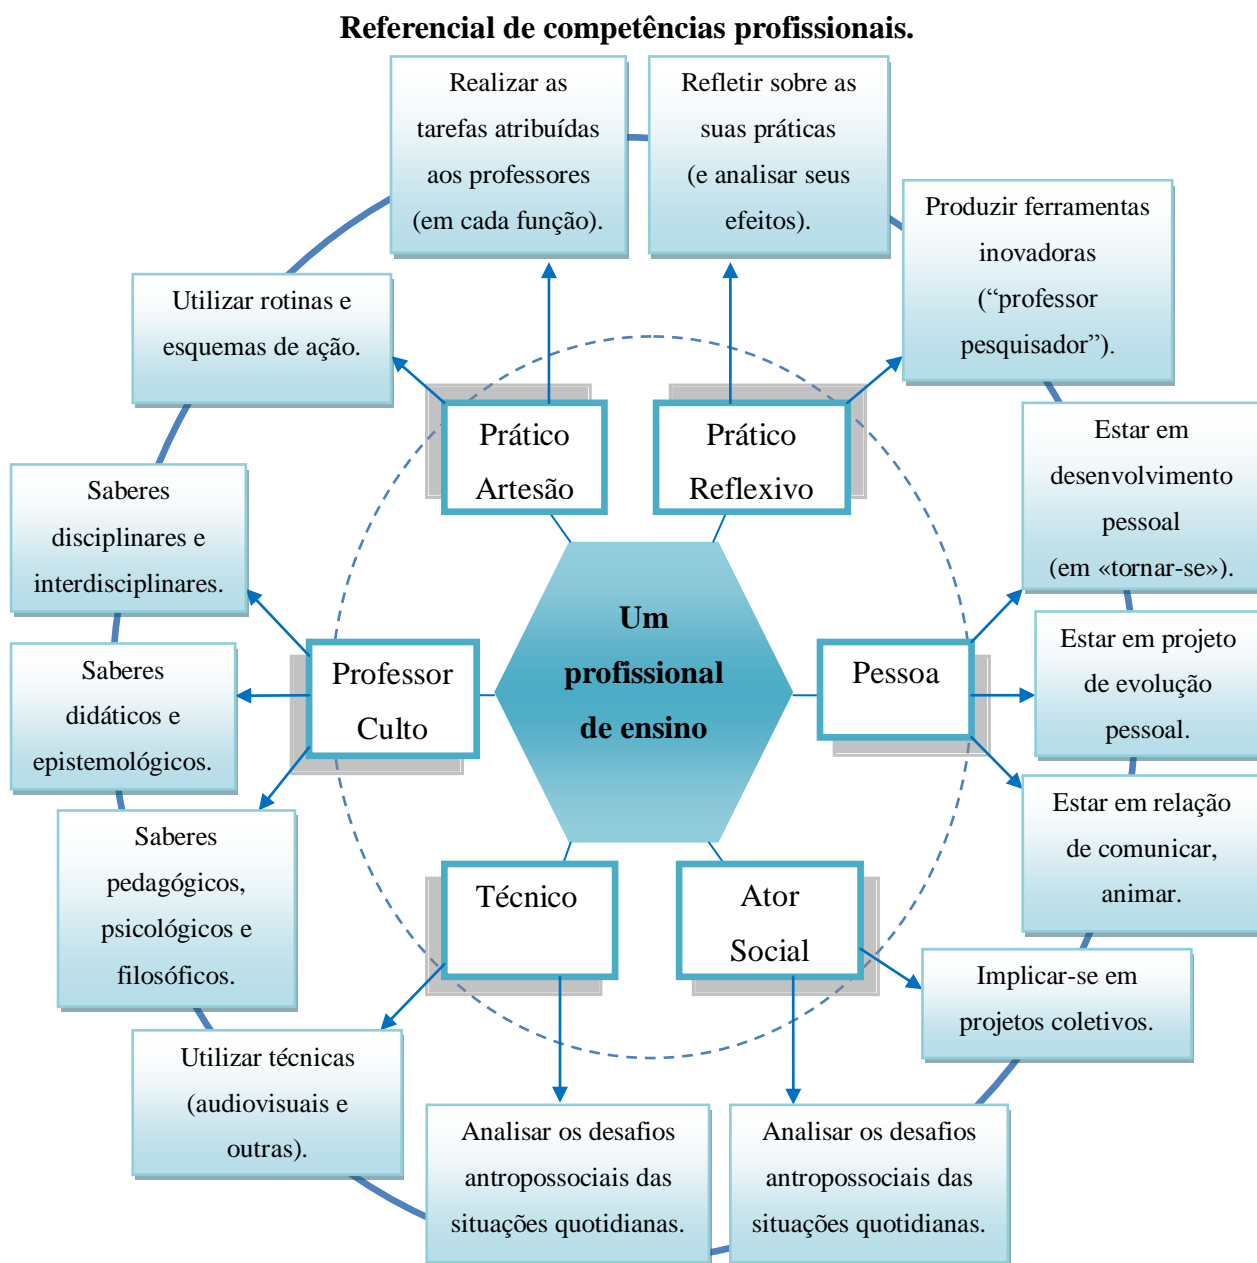 Referencial de competências profissionais.
Realizar as
tarefas atribuídas
aos professores
(em cada função).
Refletir sobre as
suas práticas
(e analisar seus
efeitos).
Produzir ferramentas
inovadoras
(“professor
pesquisador”).
Utilizar rotinas e
esquemas de ação.
Prático
Artesão
Prático
Reflexivo
Estar em
desenvolvimento
pessoal
(em «tornar-se»).
Saberes
disciplinares e
interdisciplinares.
Um
profissional
de ensino
Professor
Culto
Pessoa
Estar em projeto
de evolução
pessoal.
Saberes
didáticos e
epistemológicos.
Estar em relação
de comunicar,
animar.
Saberes
pedagógicos,
psicológicos e
filosóficos.
Técnico
Ator
Social
Implicar-se em
projetos coletivos.
Utilizar técnicas
(audiovisuais e
outras).
Analisar os desafios
antropossociais das
situações quotidianas.
Analisar os desafios
antropossociais das
situações quotidianas.